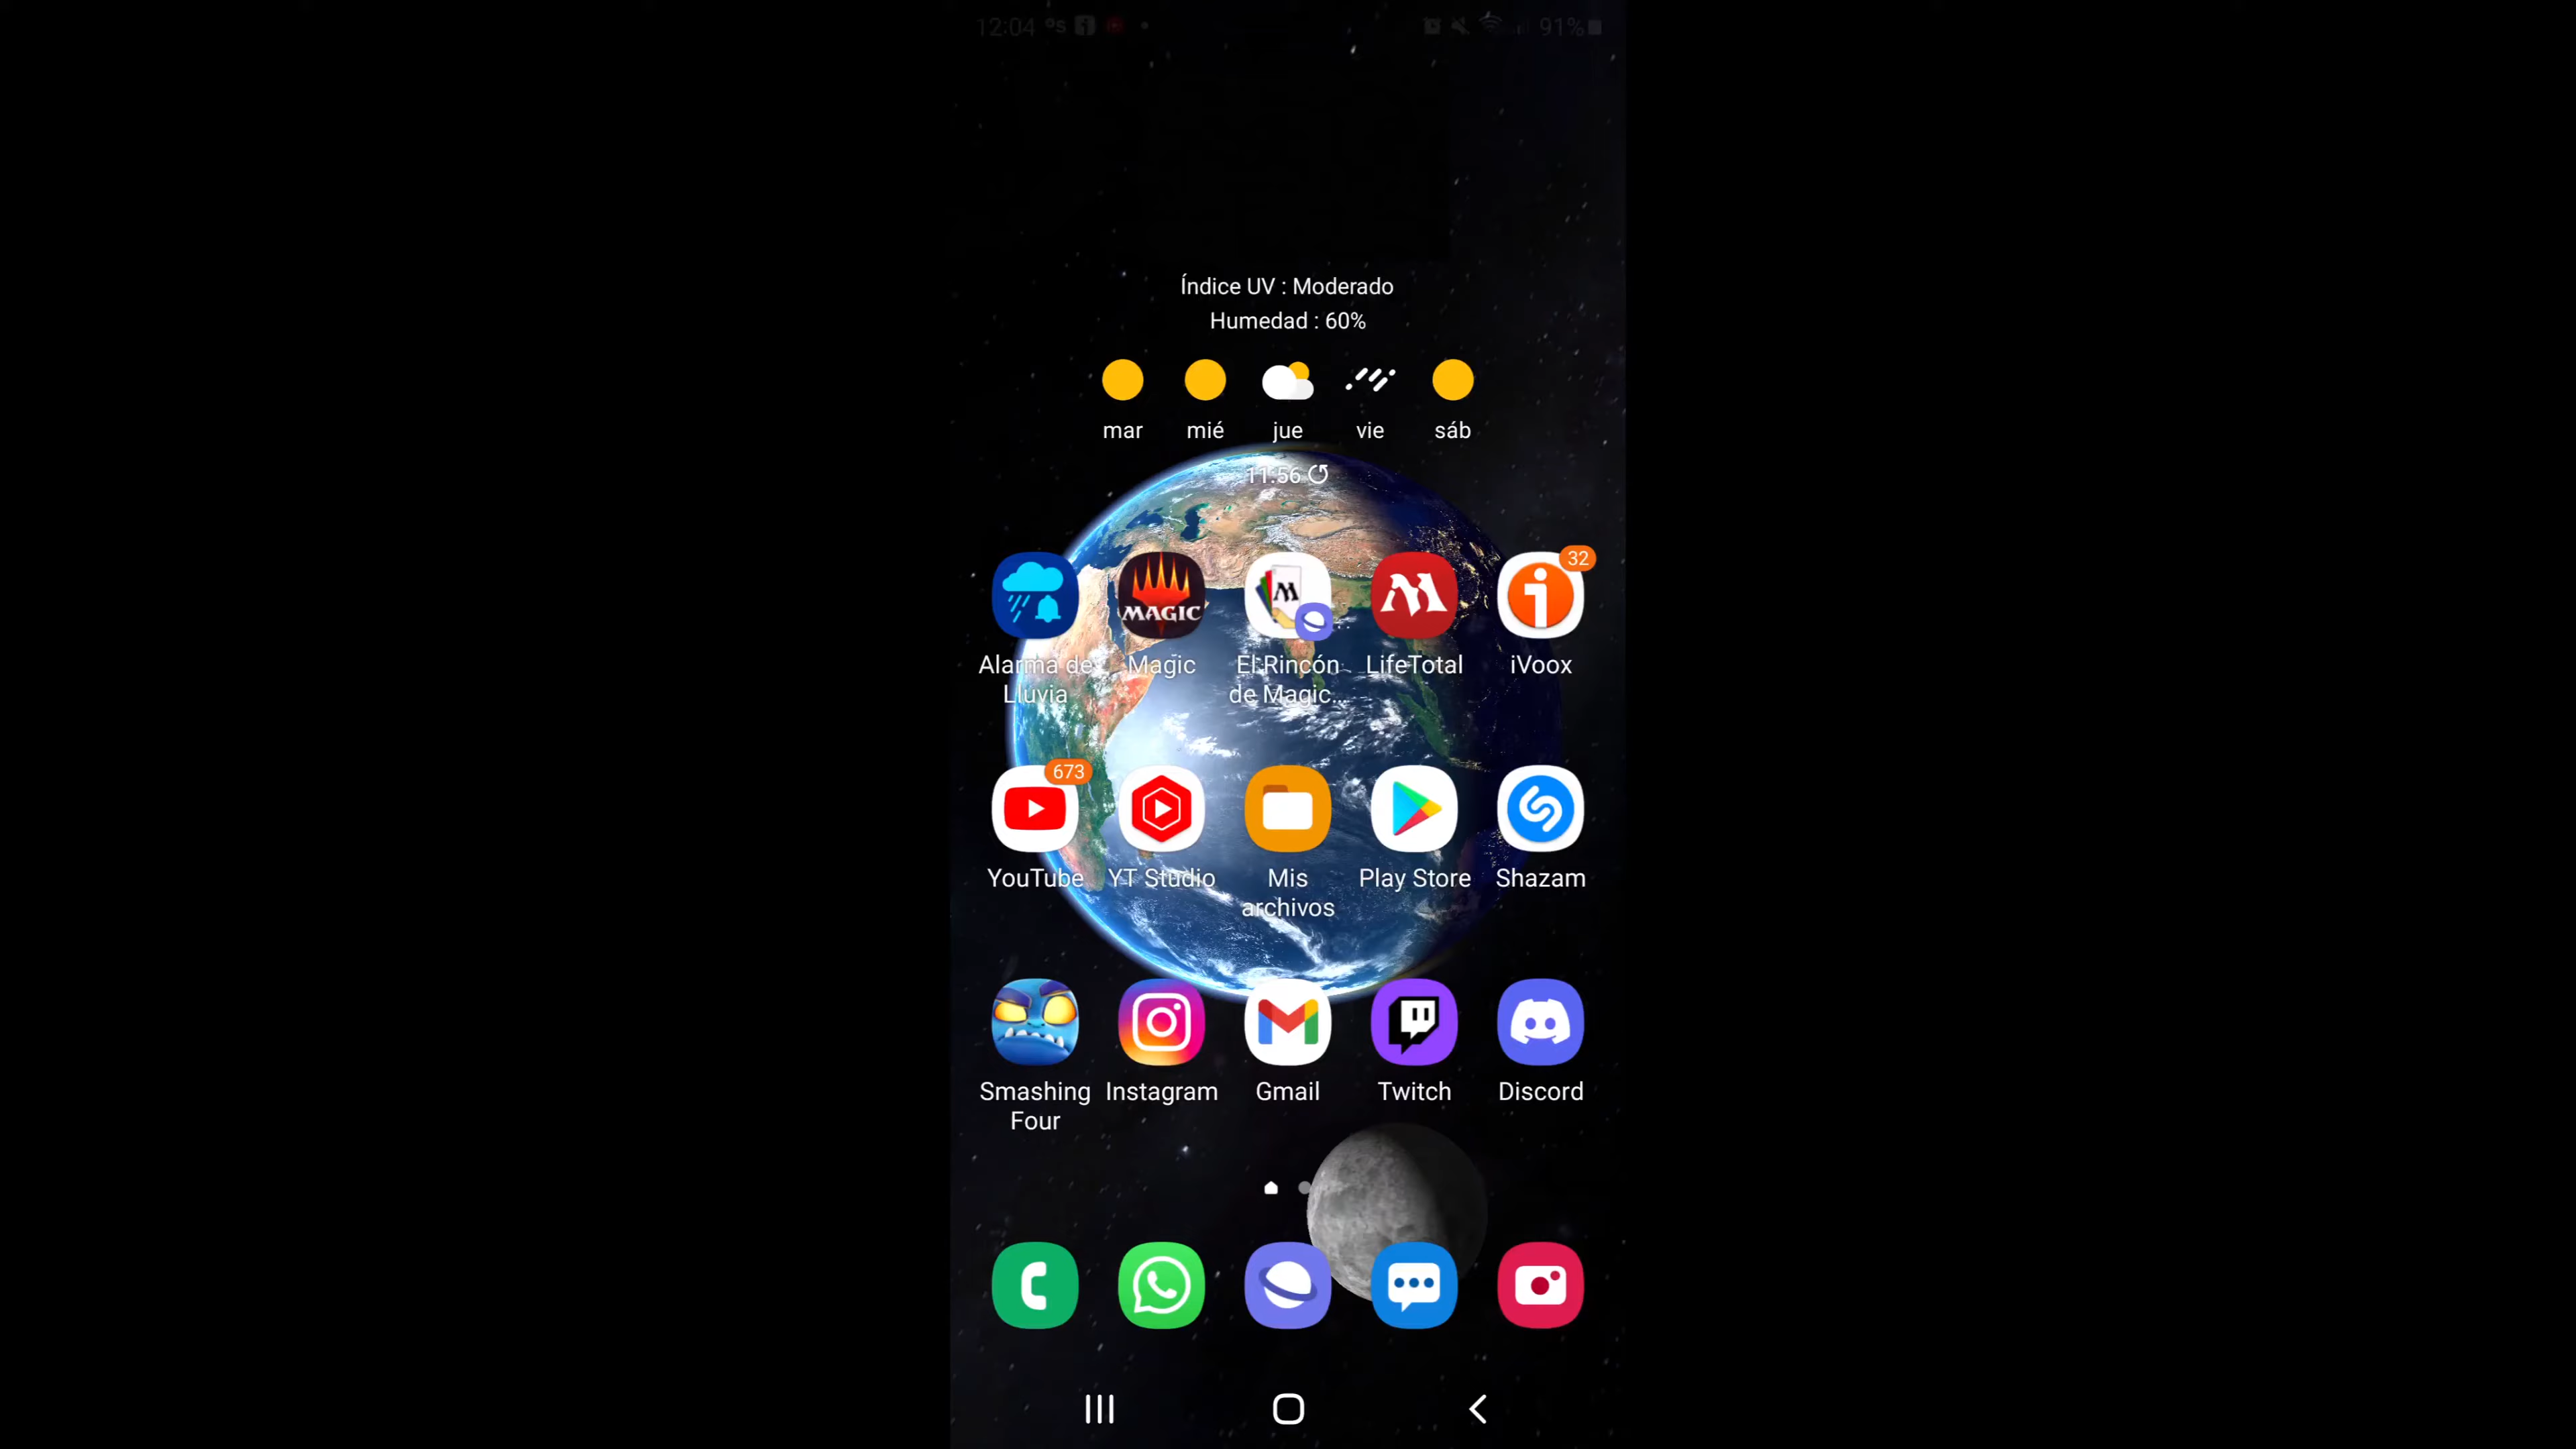 12:04
91%
Índice UV : Moderado
Humedad : 60%
mar mié jue vie sáb
11:56
32
MAGIC
Alarma de Lluvia
Magic
El Rincón de Magic...
LifeTotal
iVoox
673
YouTube
YT Studio
Mis archivos
Play Store
Shazam
Smashing Four
Instagram
Gmail
Twitch
Discord